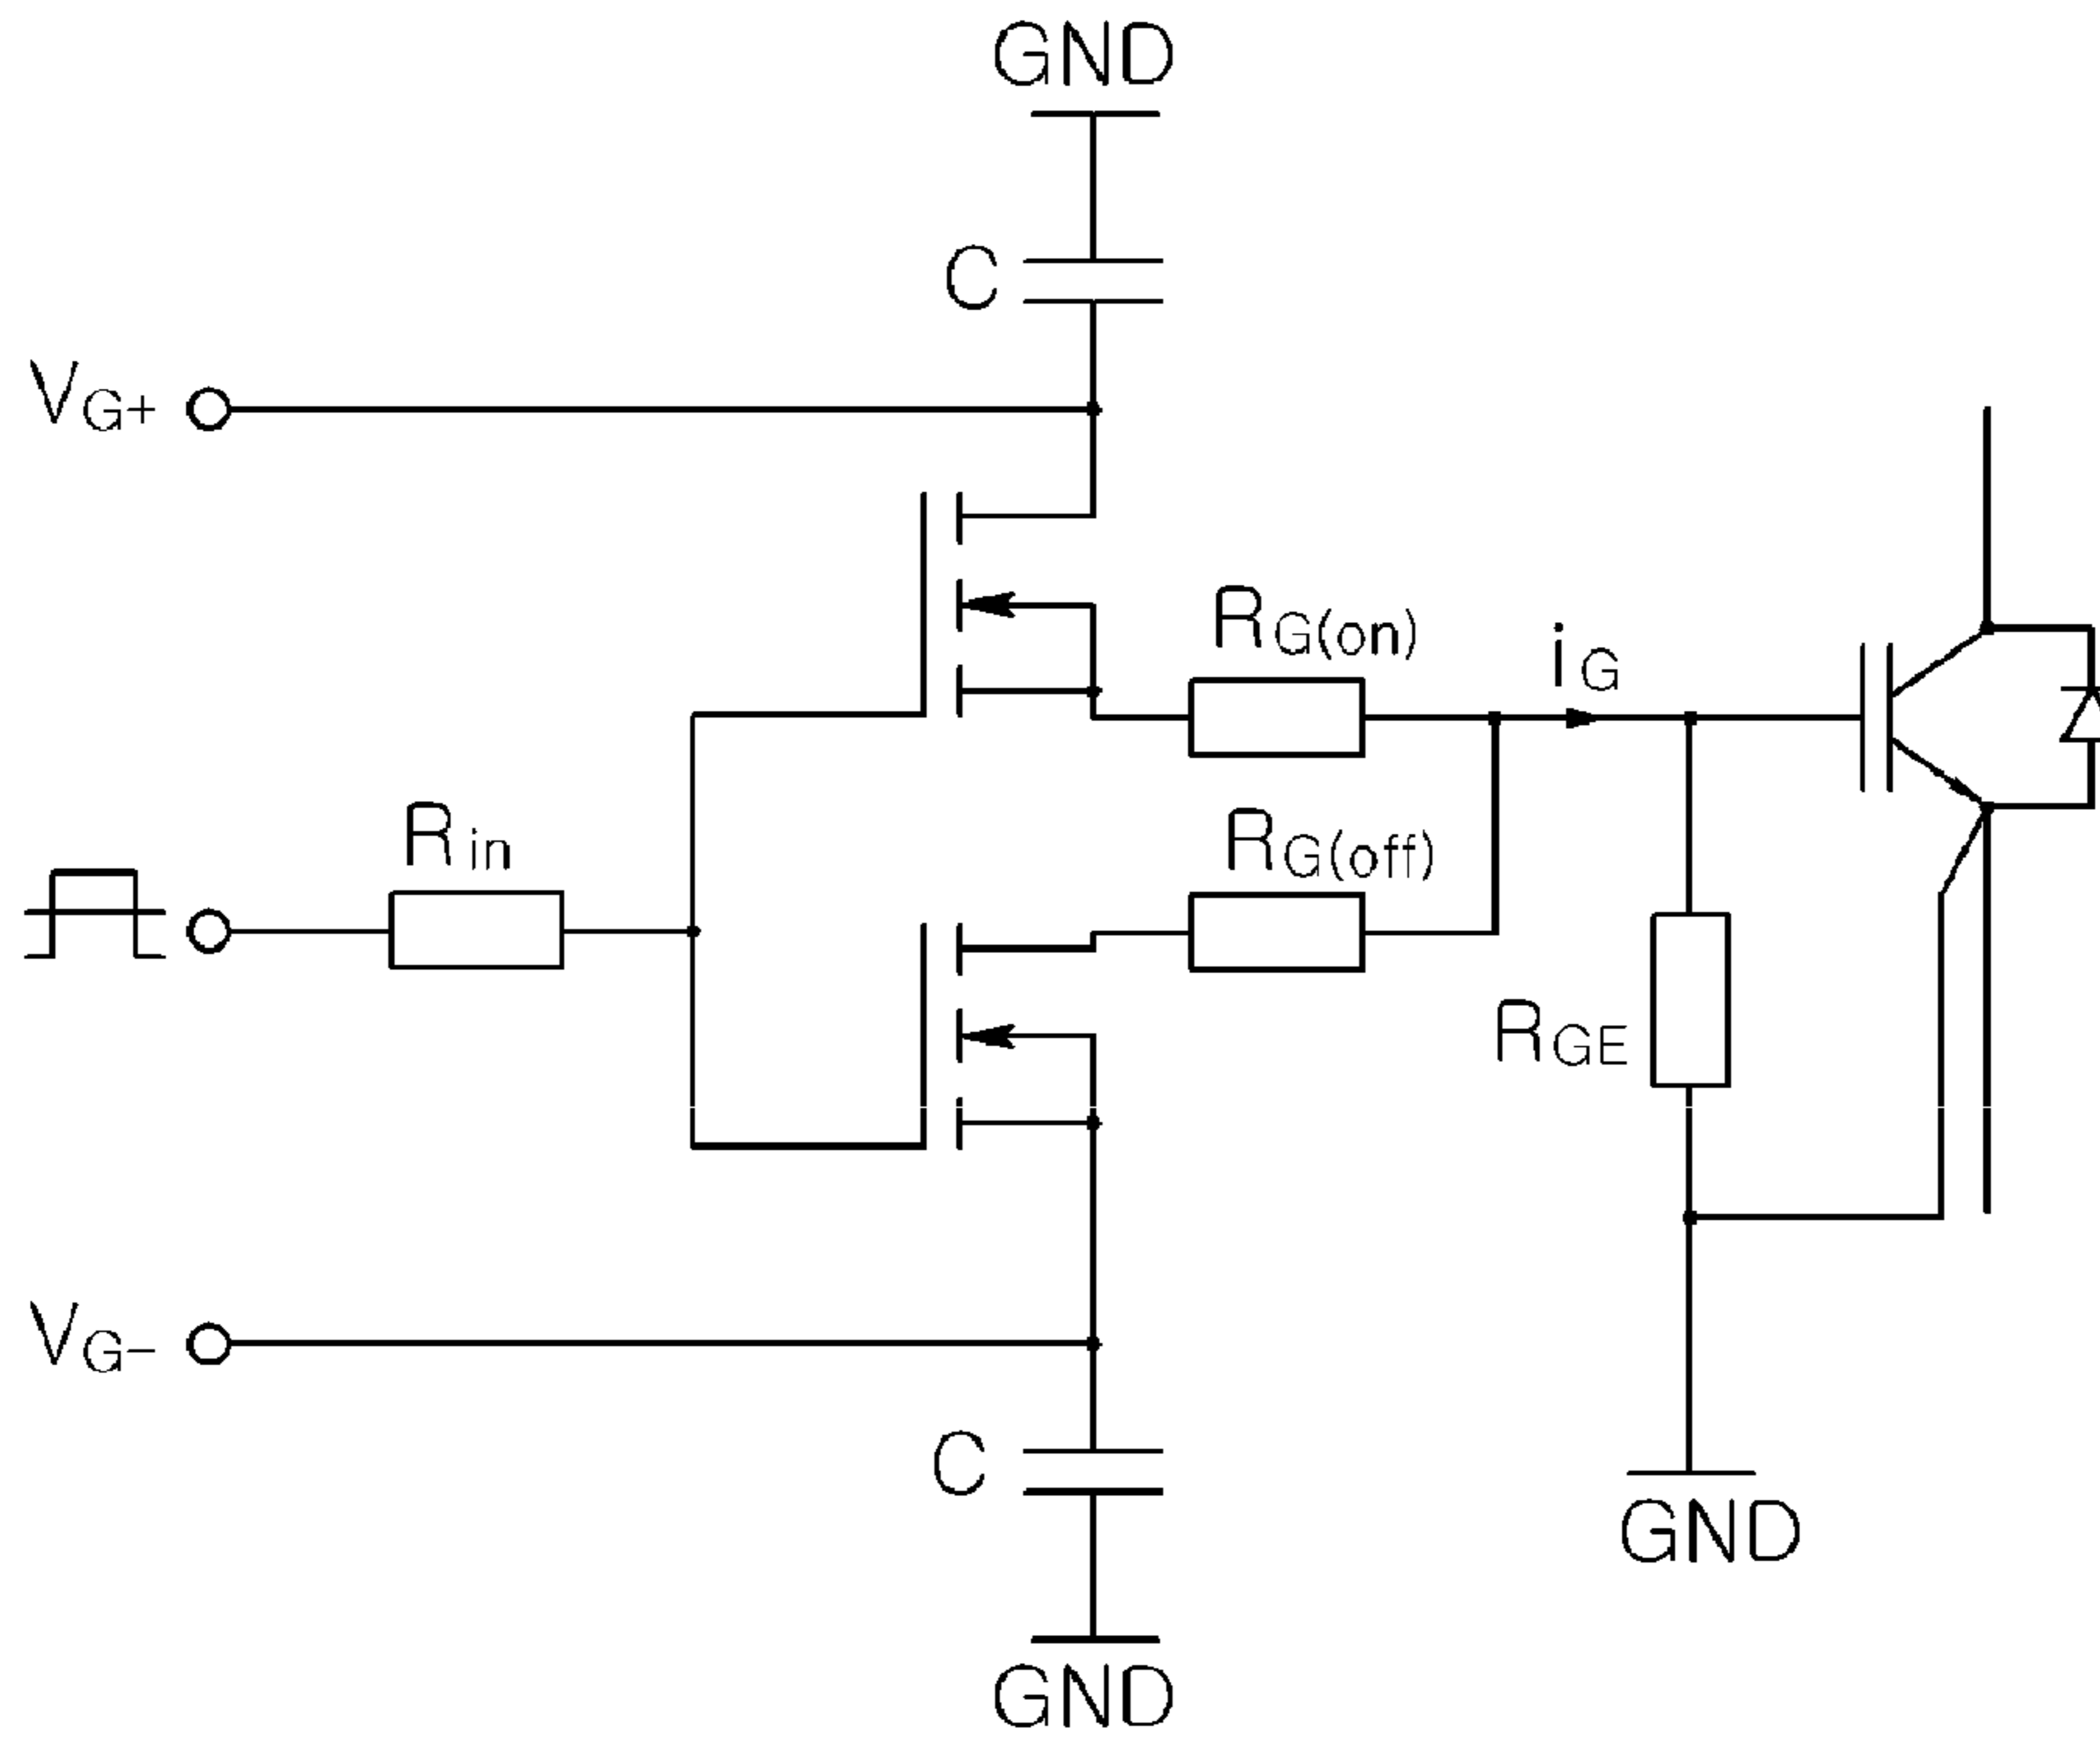 GND
C
VG+
RG(on)
iG
Rin
RG(off)
RGE
VG-
C
GND
GND